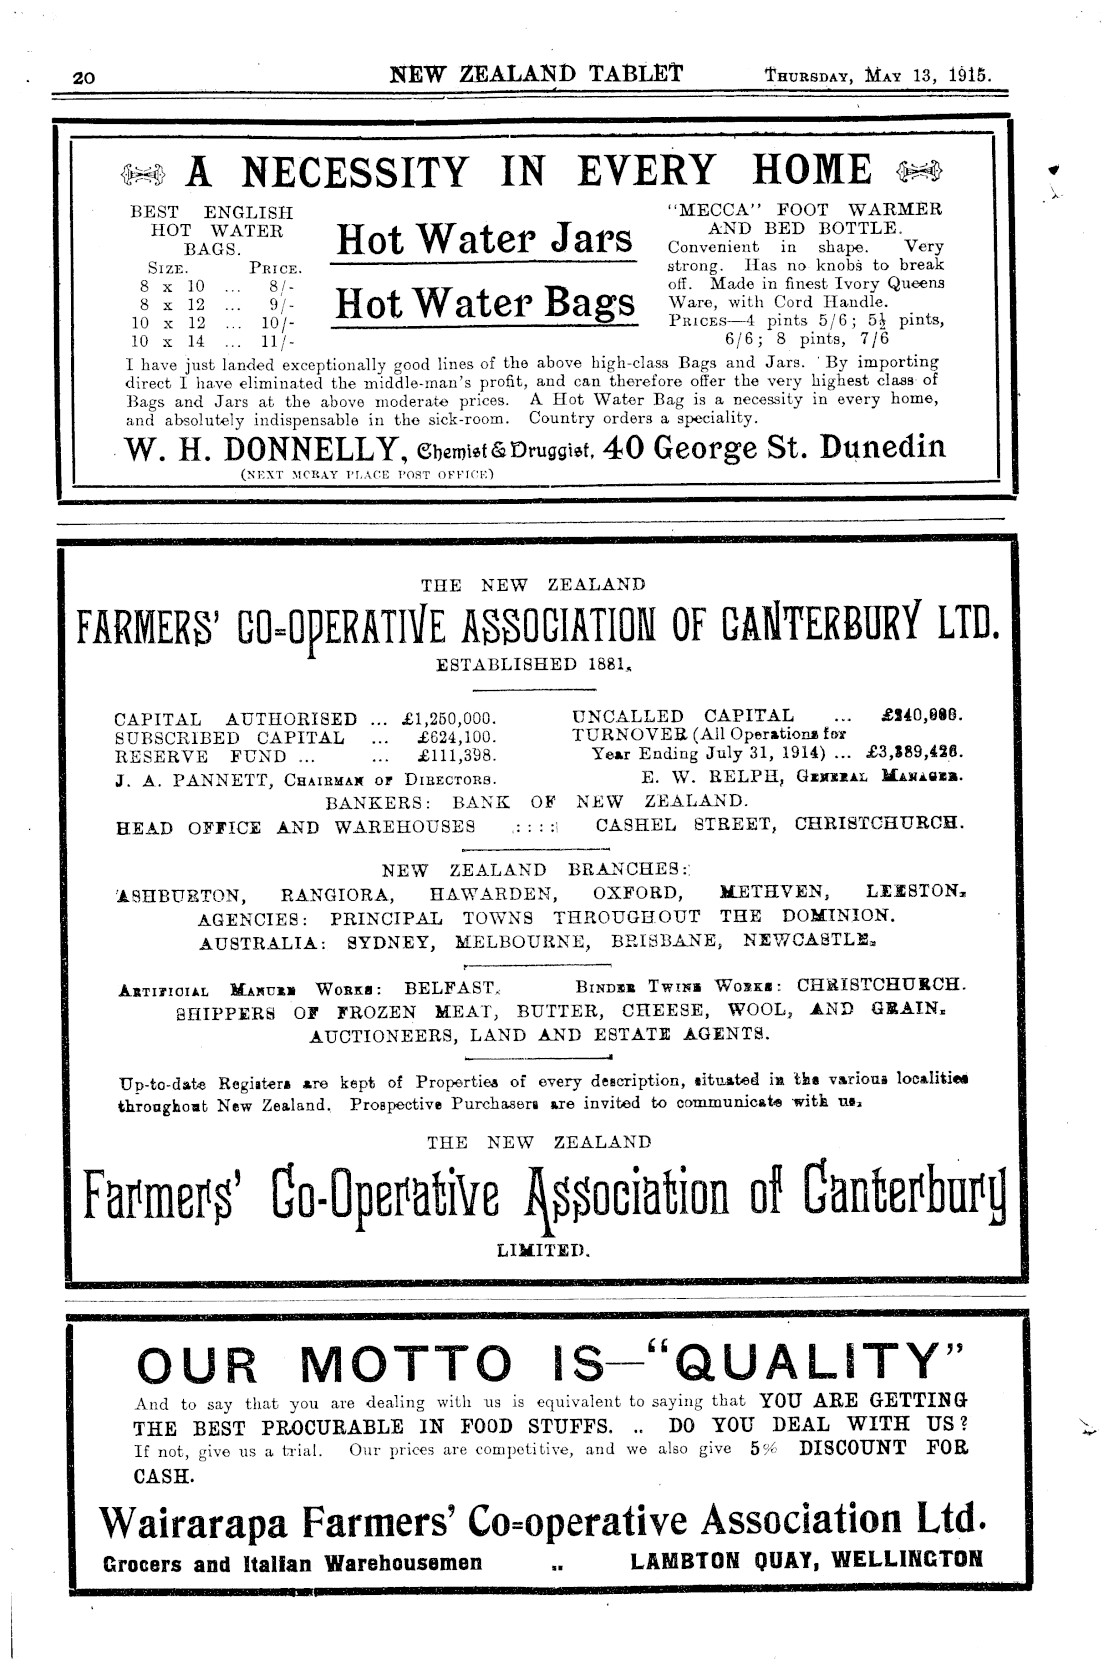 20 NEW ZEALAND TABLET THURSDAY, MAY 13, 1915.
A NECESSITY IN EVERY HOME
BEST ENGLISH
HOT WATER
BAGS.
SIZE. PRICE.
8 x 10 ... 8/-
8 x 12 ... 9/-
10 x 12 ... 10/-
10 x 14 ... 11/-
Hot Water Jars
Hot Water Bags
"MECCA" FOOT WARMER
AND BED BOTTLE.
Convenient in shape. Very
strong. Has no knobs to break
off. Made in finest Ivory Queens
Ware, with Cord Handle.
PRICES—4 pints 5/6; 5½ pints,
6/6; 8 pints, 7/6
I have just landed exceptionally good lines of the above high-class Bags and Jars. By importing
direct I have eliminated the middle-man's profit, and can therefore offer the very highest class of
Bags and Jars at the above moderate prices. A Hot Water Bag is a necessity in every home,
and absolutely indispensable in the sick-room. Country orders a speciality.
W. H. DONNELLY, Chemist & Druggist, 40 George St. Dunedin
(NEXT MCRAY PLACE POST OFFICE)
THE NEW ZEALAND
FARMERS' CO=OPERATIVE ASSOCIATION OF CANTERBURY LTD.
ESTABLISHED 1881.
CAPITAL AUTHORISED ... £1,250,000.
SUBSCRIBED CAPITAL ... £624,100.
RESERVE FUND ... ... £111,398.
J. A. PANNETT, CHAIRMAN OF DIRECTORS.
UNCALLED CAPITAL ...
TURNOVER (All Operations for
Year Ending July 31, 1914) ...
E. W. RELPH, GENERAL MANAGER.
BANKERS: BANK OF NEW ZEALAND.
HEAD OFFICE AND WAREHOUSES :::: CASHEL STREET, CHRISTCHURCH.
NEW ZEALAND BRANCHES:
ASHBURTON, RANGIORA, HAWARDEN, OXFORD, METHVEN, LEESTON.
AGENCIES: PRINCIPAL TOWNS THROUGHOUT THE DOMINION.
AUSTRALIA: SYDNEY, MELBOURNE, BRISBANE, NEWCASTLE.
ARTIFICIAL MANURE WORKS: BELFAST. BINDER TWINE WORKS: CHRISTCHURCH.
SHIPPERS OF FROZEN MEAT, BUTTER, CHEESE, WOOL, AND GRAIN.
AUCTIONEERS, LAND AND ESTATE AGENTS.
Up-to-date Registers are kept of Properties of every description, situated in the various localities
throughout New Zealand. Prospective Purchasers are invited to communicate with us.
THE NEW ZEALAND
Farmers' Co-Operative Association of Canterbury
LIMITED.
OUR MOTTO IS—"QUALITY"
And to say that you are dealing with us is equivalent to saying that YOU ARE GETTING
THE BEST PROCURABLE IN FOOD STUFFS. .. DO YOU DEAL WITH US?
If not, give us a trial. Our prices are competitive, and we also give 5% DISCOUNT FOR
CASH.
Wairarapa Farmers' Co=operative Association Ltd.
Grocers and Italian Warehousemen .. LAMBTON QUAY, WELLINGTON